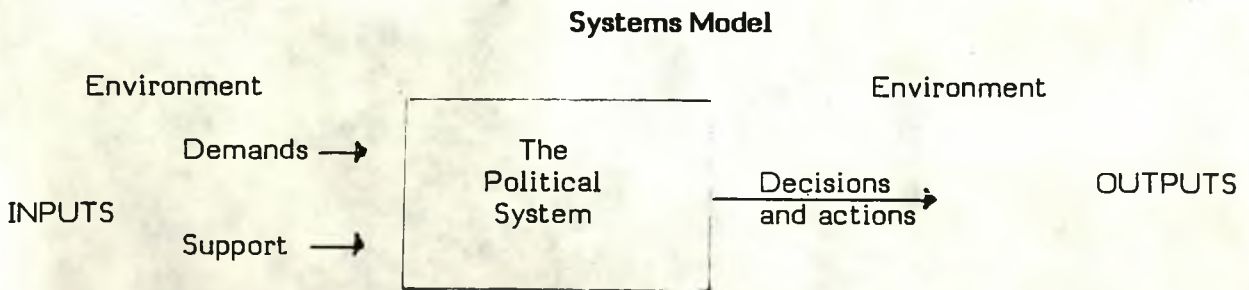 Systems Model
Environment
Environment
Demands
The
Political
System
Decisions
and actions
OUTPUTS
INPUTS
Support